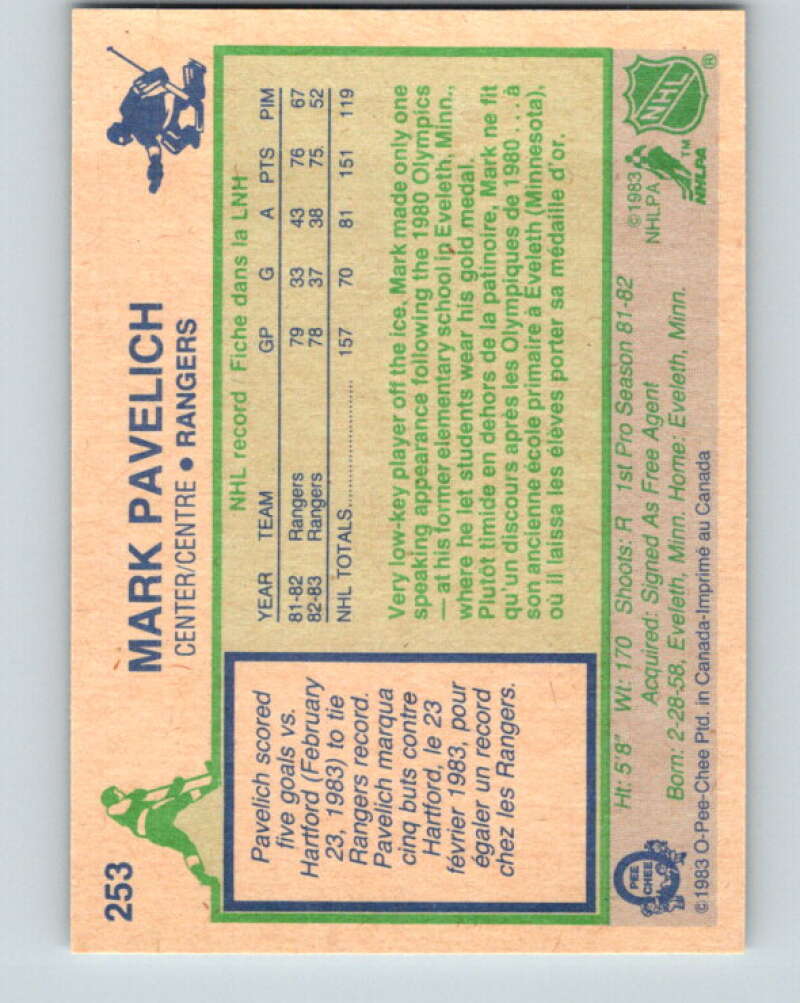 253
MARK PAVELICH
CENTER/CENTRE • RANGERS
Pavelich scored
five goals vs.
Hartford (February
23, 1983) to tie
Rangers record.
Pavelich marqua
cinq buts contre
Hartford, le 23
février 1983, pour
égaler un record
chez les Rangers.
NHL record / Fiche dans la LNH
YEAR TEAM GP G A PTS PIM
81-82 Rangers 79 33 43 76 67
82-83 Rangers 78 37 38 75. 52
NHL TOTALS 157 70 81 151 119
Very low-key player off the ice, Mark made only one
speaking appearance following the 1980 Olympics
— at his former elementary school in Eveleth, Minn.,
where he let students wear his gold medal.
Plutot timide en dehors de la patinoire, Mark ne fit
qu'un discours après les Olympiques de 1980...à
son ancienne école primaire à Eveleth (Minnesota),
où il laissa les élèves porter sa médaille d'or.
Ht: 5'8" Wt: 170 Shoots: R 1st Pro Season 81-82
Acquired: Signed As Free Agent
Born: 2-28-58, Eveleth, Minn. Home: Eveleth, Minn.
© 1983 O-Pee-Chee Ptd. in Canada-Imprimé au Canada
O
PEE
CHEE
© 1983
NHLPA
NHL
®
NHLPA
TM